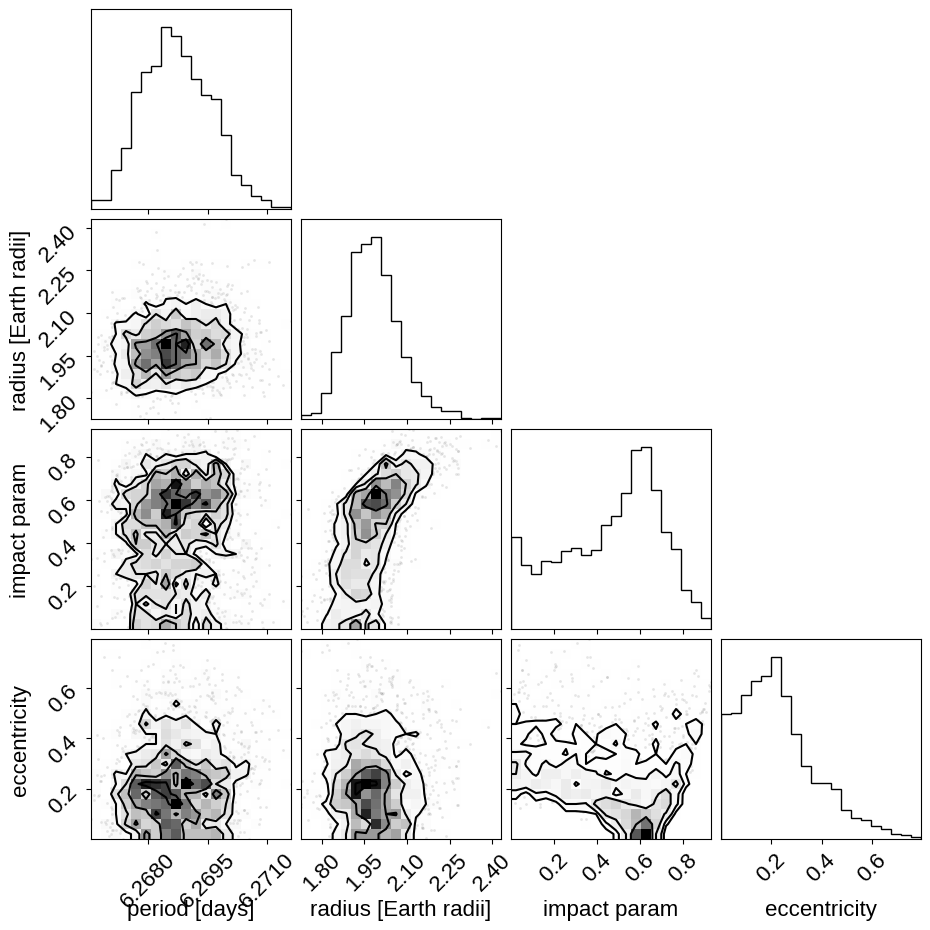 radius [Earth radii]
2.40
2.25
2.10
1.95
1.80
impact param
0.8
0.6
0.4
0.2
eccentricity
0.6
0.4
0.2
6.2680 6.2695 6.2710 1.80 1.95 2.10 2.25 2.40 0.2 0.4 0.6 0.8 0.2 0.4 0.6
period [days] radius [Earth radii] impact param eccentricity